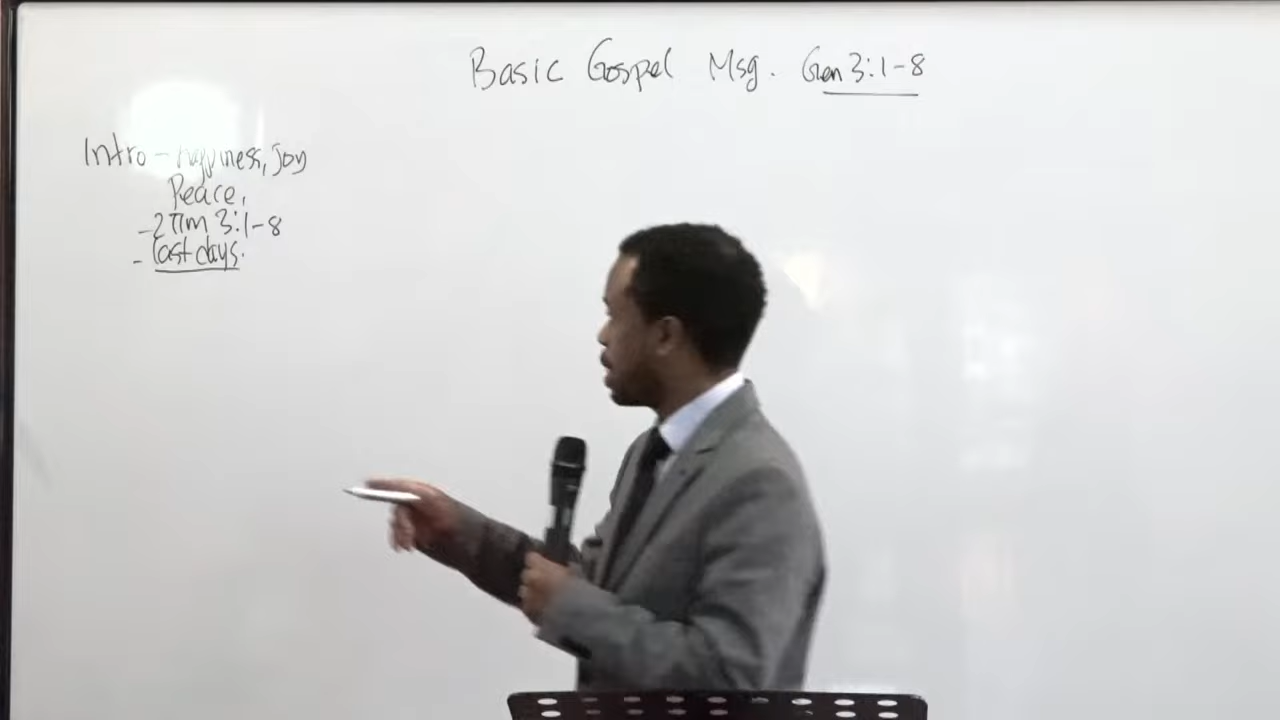 Basic Gospel Msg. Gen 3:1-8
Intro - Happiness, Joy
Peace,
- 2 Tim 3:1-8
- last days.